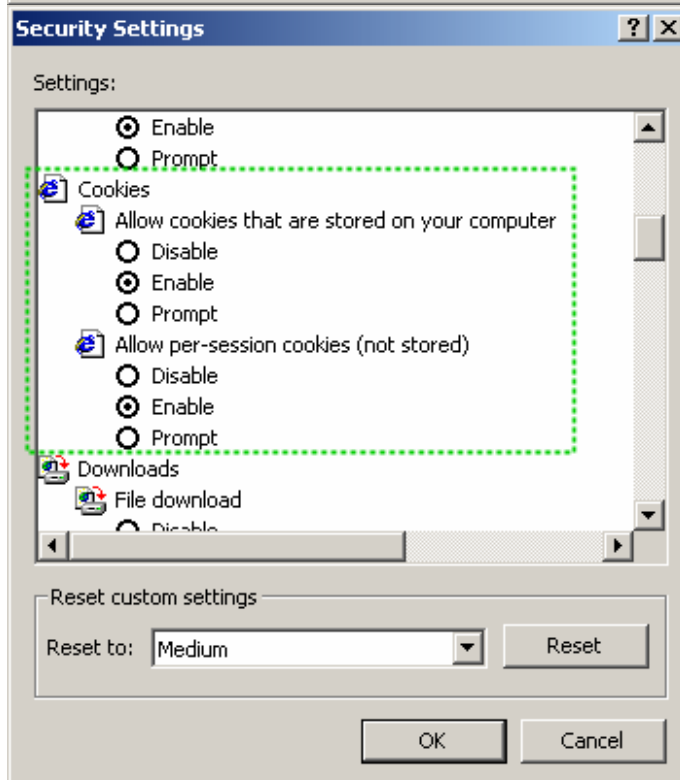 Security Settings
Settings:
Enable
Prompt
Cookies
Allow cookies that are stored on your computer
Disable
Enable
Prompt
Allow per-session cookies (not stored)
Disable
Enable
Prompt
Downloads
File download
Disable
Reset custom settings
Reset to: Medium Reset
OK Cancel